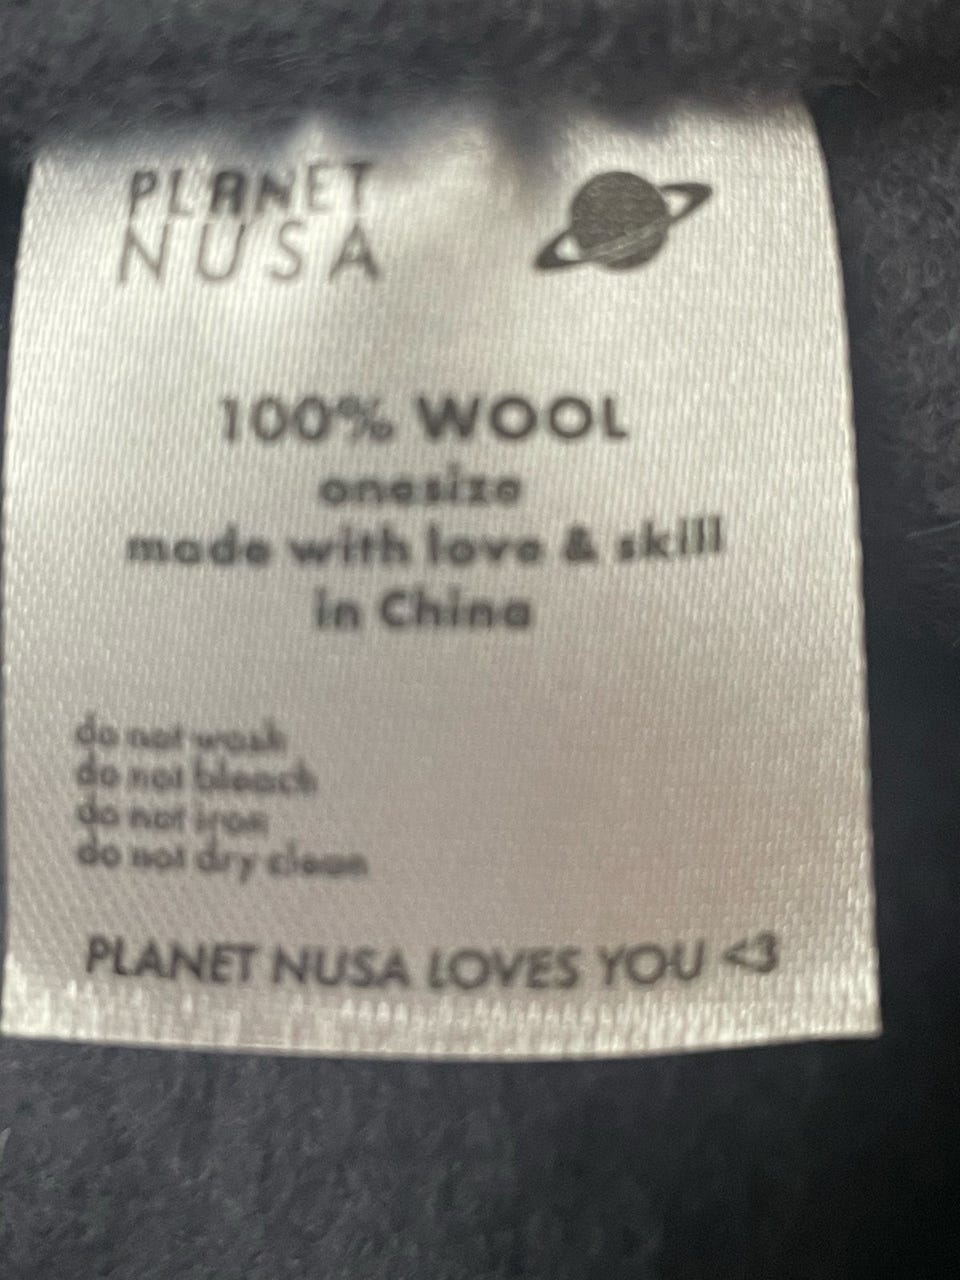 PLANET
NUSA
100% WOOL
onesize
made with love & skill
in China
do not wash
do not bleach
do not iron
do not dry clean
PLANET NUSA LOVES YOU <3